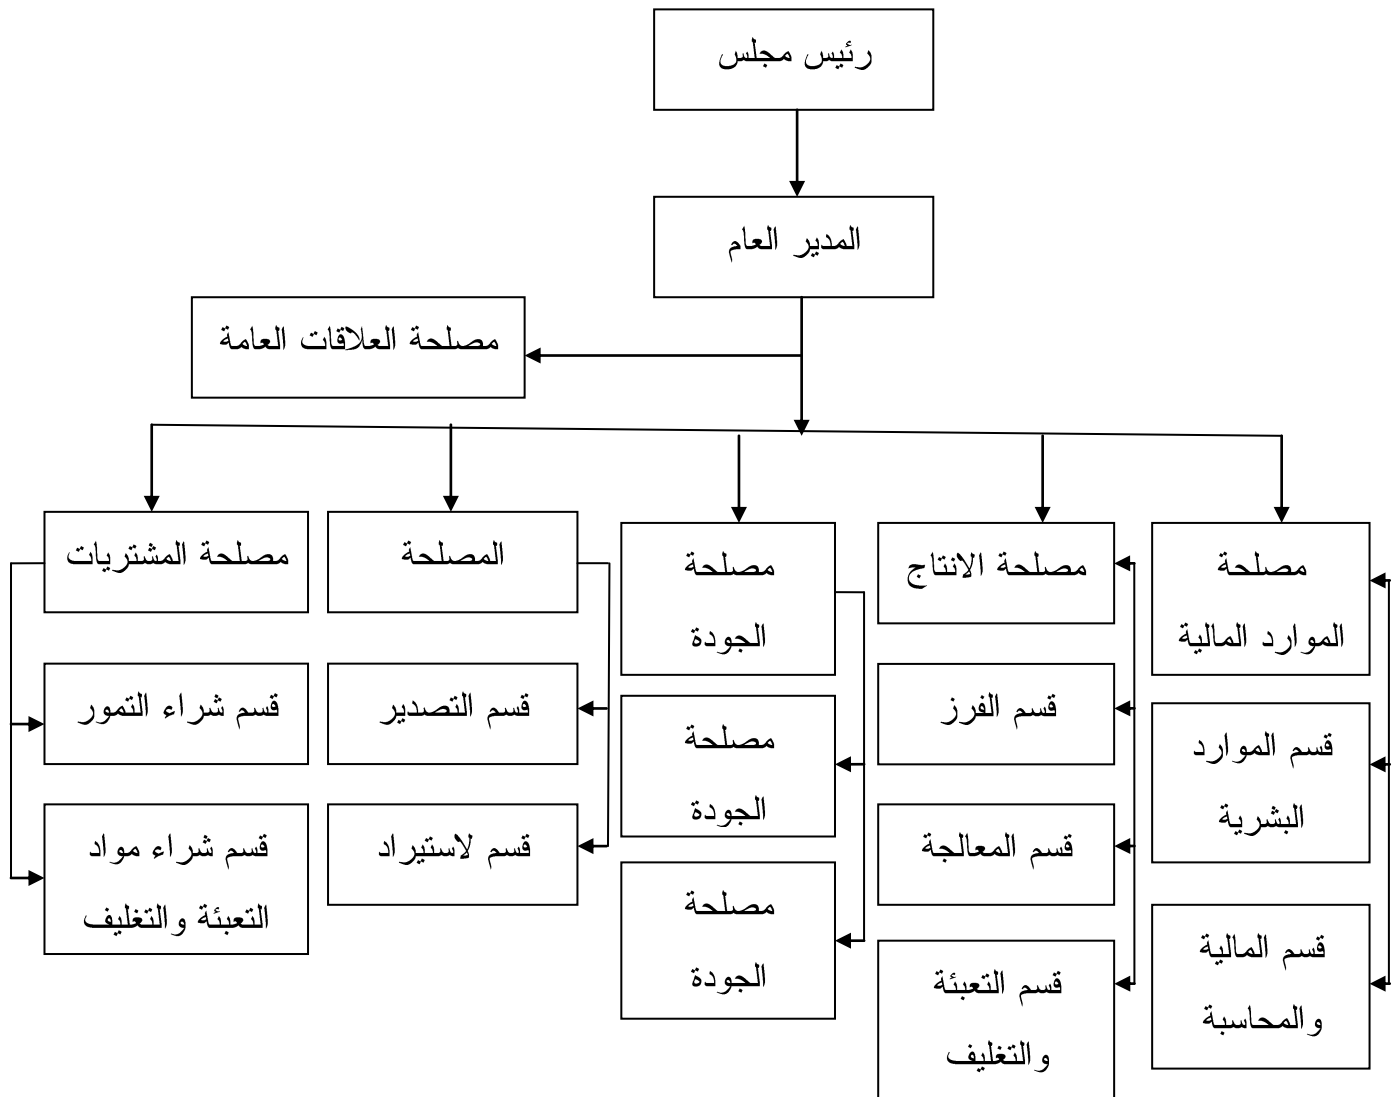 رئيس مجلس
المدير العام
مصلحة العلاقات العامة
مصلحة
الموارد المالية
قسم الموارد
البشرية
قسم المالية
والمحاسبة
مصلحة الانتاج
قسم الفرز
قسم المعالجة
قسم التعبئة
والتغليف
مصلحة
الجودة
مصلحة
الجودة
مصلحة
الجودة
المصلحة
قسم التصدير
قسم لاستيراد
مصلحة المشتريات
قسم شراء التمور
قسم شراء مواد
التعبئة والتغليف